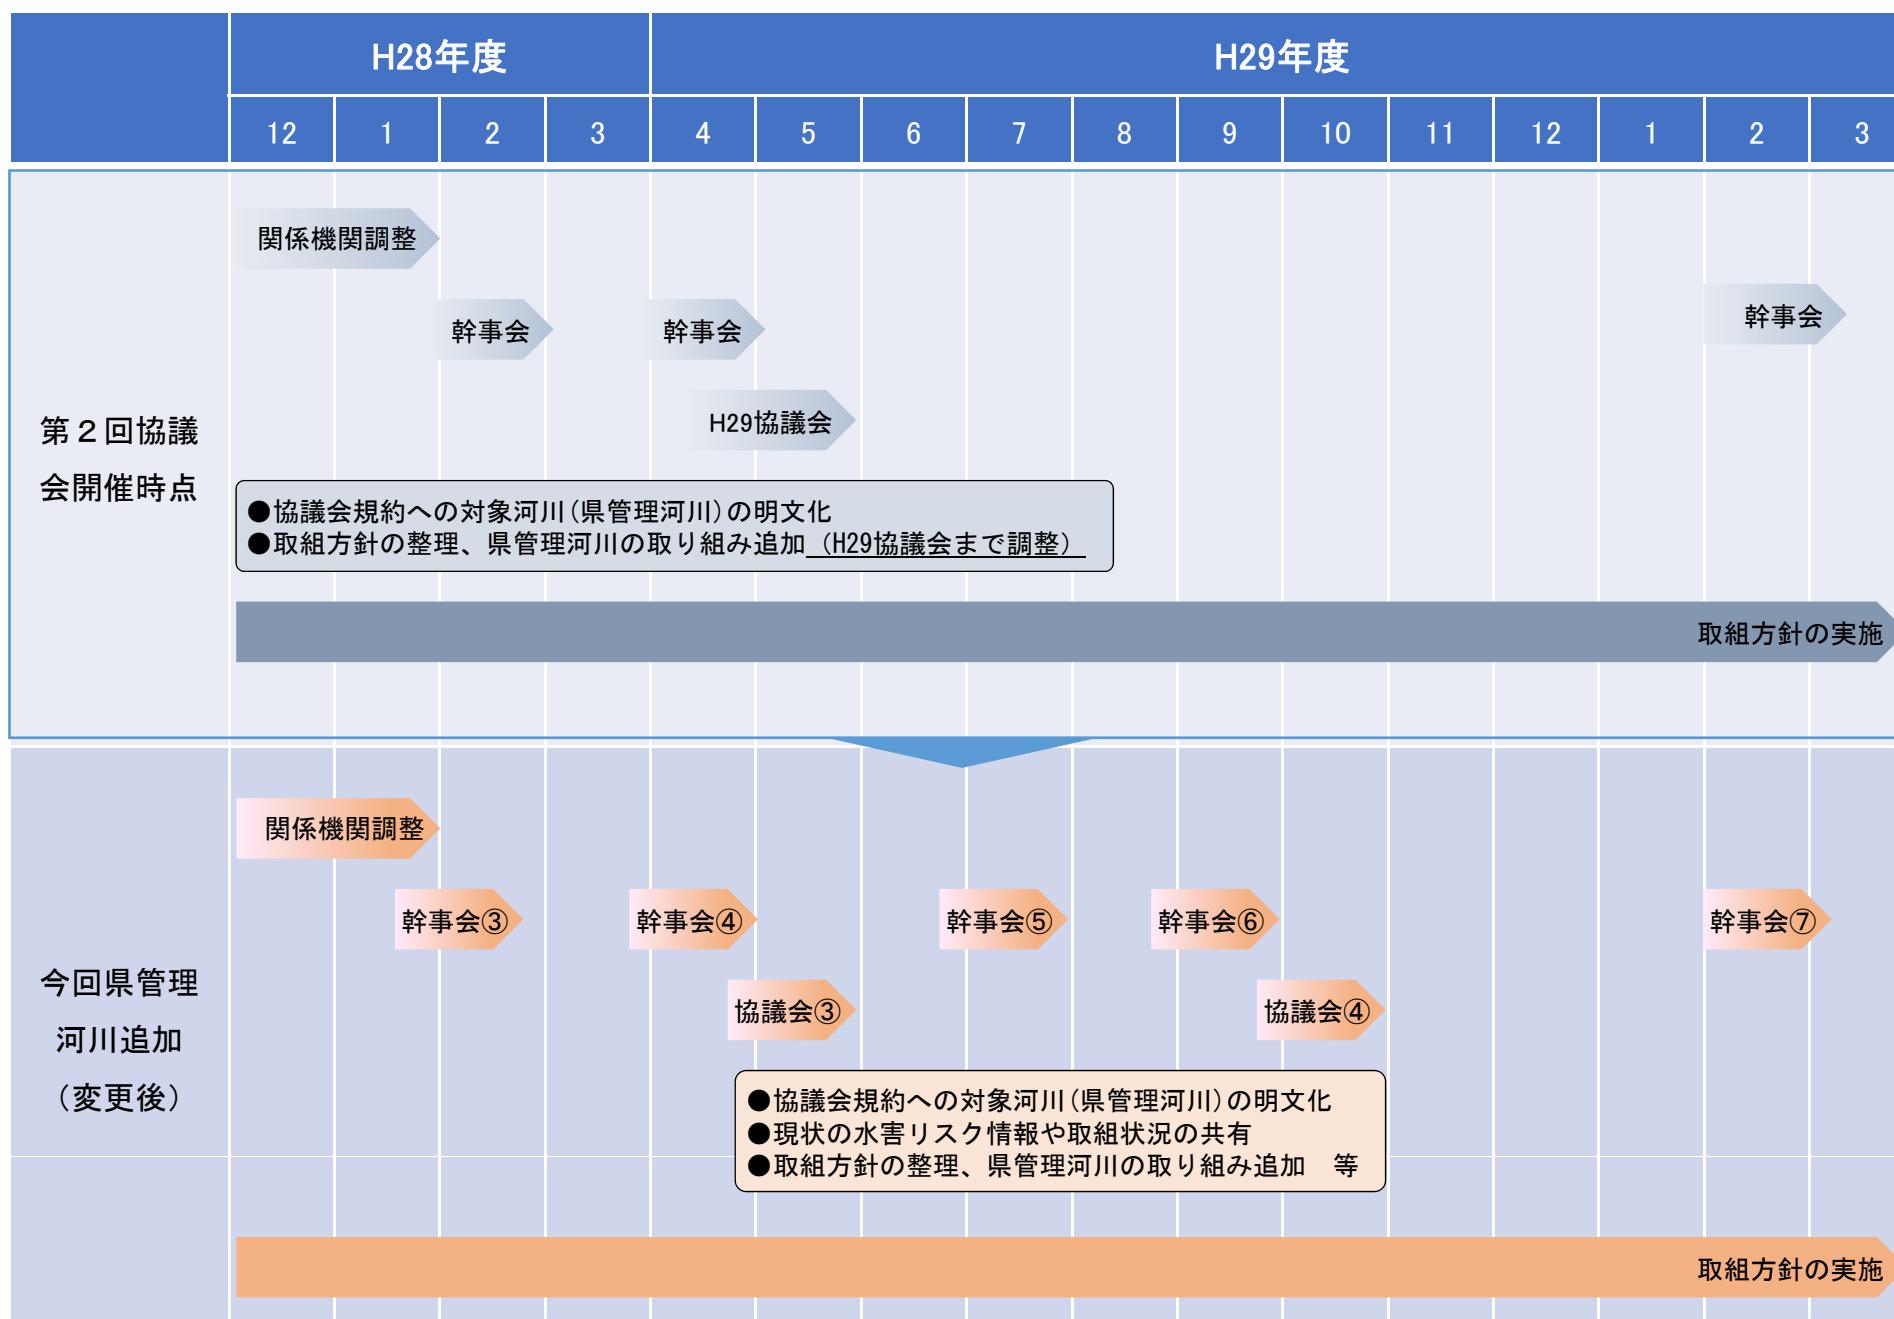 H28年度
H29年度
12 1 2 3 4 5 6 7 8 9 10 11 12 1 2 3
第２回協議
会開催時点
関係機関調整
幹事会
幹事会
幹事会
H29協議会
●協議会規約への対象河川(県管理河川)の明文化
●取組方針の整理、県管理河川の取り組み追加（H29協議会まで調整）
取組方針の実施
今回県管理
河川追加
（変更後）
関係機関調整
幹事会③
幹事会④
幹事会⑤
幹事会⑥
幹事会⑦
協議会③
協議会④
●協議会規約への対象河川(県管理河川)の明文化
●現状の水害リスク情報や取組状況の共有
●取組方針の整理、県管理河川の取り組み追加　等
取組方針の実施